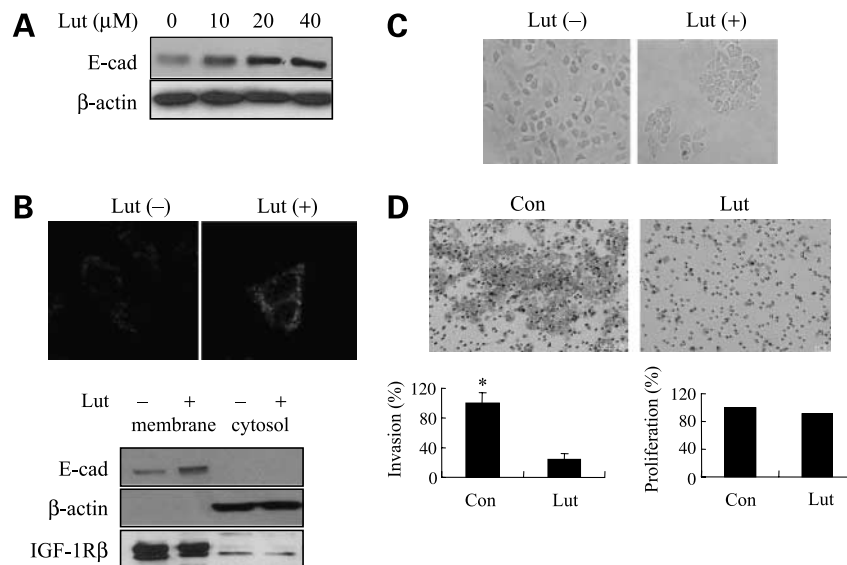 A
Lut (μM) 0 10 20 40
E-cad
β-actin
B
Lut (–) Lut (+)
Lut – + – +
membrane cytosol
E-cad
β-actin
IGF-1Rβ
C
Lut (–) Lut (+)
D
Con Lut
Invasion (%)
120
80
40
0
*
Con Lut
Proliferation (%)
120
80
40
0
Con Lut